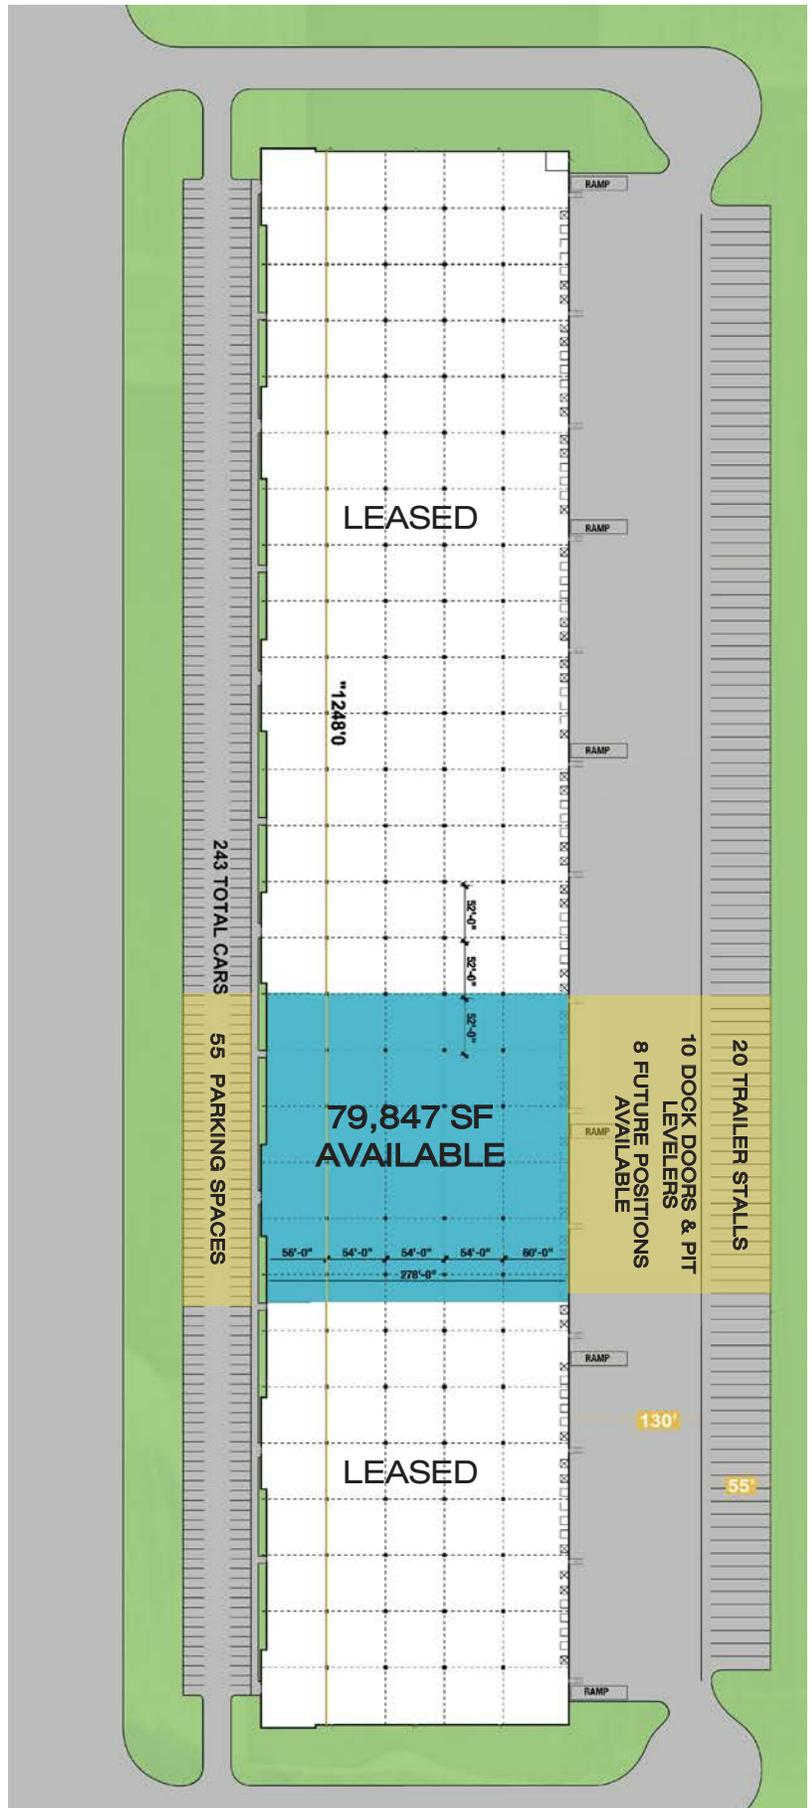 RAMP
LEASED
RAMP
"1248'0
RAMP
243 TOTAL CARS
52'-0"
52'-0"
52'-0"
55 PARKING SPACES
79,847 SF
AVAILABLE
RAMP
20 TRAILER STALLS
10 DOCK DOORS & PIT
LEVELERS
8 FUTURE POSITIONS
AVAILABLE
56'-0" 54'-0" 54'-0" 54'-0" 60'-0"
278'-0"
RAMP
130'
LEASED
55'
RAMP